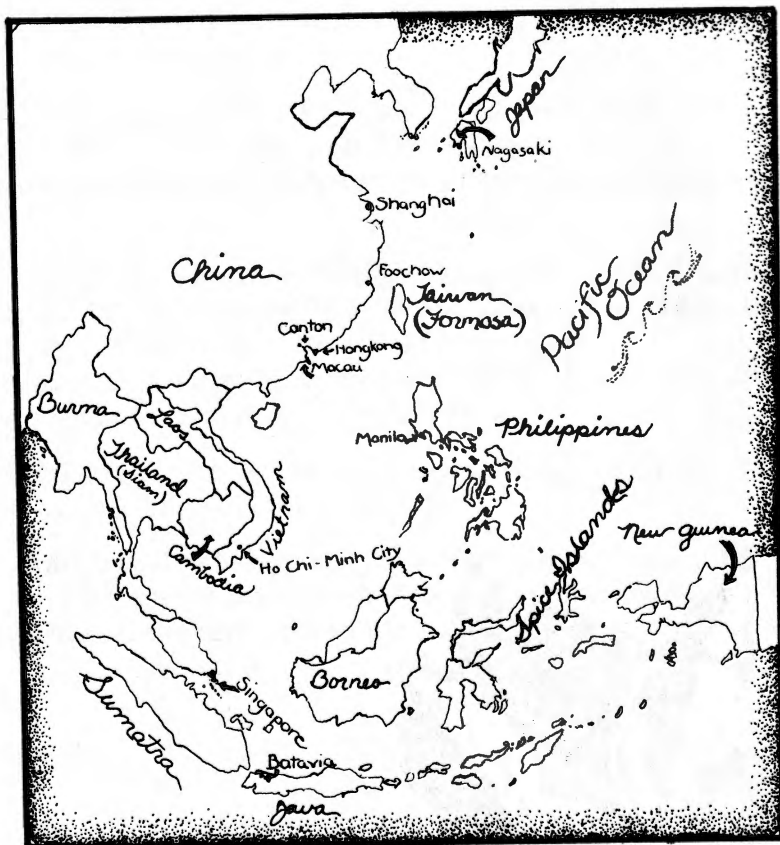 Japan
Nagasaki
Shanghai
China
Foochow
Taiwan
(Formosa)
Pacific
Ocean
Canton
Hongkong
Macau
Burma
Laos
Manila
Philippines
Thailand
(Siam)
Vietnam
Cambodia
Ho Chi-Minh City
Spice Islands
New Guinea
Borneo
Singapore
Sumatra
Batavia
Java